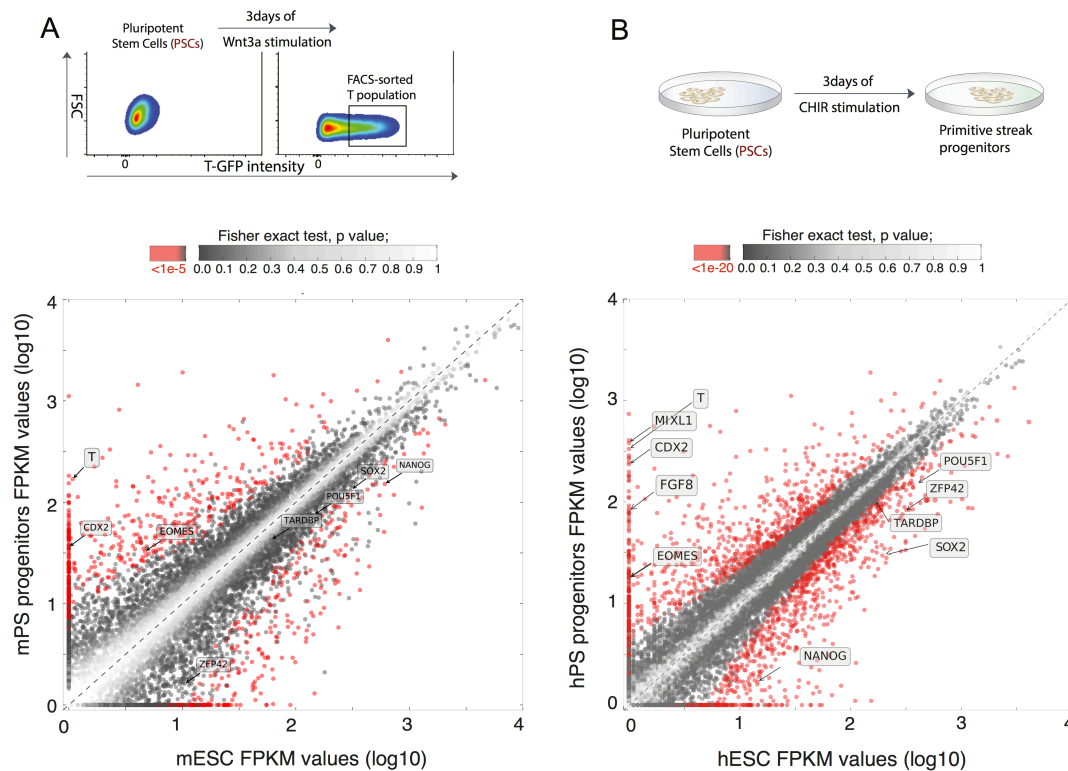 A
Pluripotent
Stem Cells (PSCs)
3days of
Wnt3a stimulation
FACS-sorted
T population
FSC
0
0
T-GFP intensity
B
3days of
CHIR stimulation
Pluripotent
Stem Cells (PSCs)
Primitive streak
progenitors
Fisher exact test, p value;
<1e-5
0.0 0.1 0.2 0.3 0.4 0.5 0.6 0.7 0.8 0.9 1
mPS progenitors FPKM values (log10)
4
3
2
1
0
T
CDX2
EOMES
SOX2
NANOG
POU5F1
TARDBP
ZFP42
0 1 2 3 4
mESC FPKM values (log10)
Fisher exact test, p value;
<1e-20
0.0 0.1 0.2 0.3 0.4 0.5 0.6 0.7 0.8 0.9 1
hPS progenitors FPKM values (log10)
4
3
2
1
0
T
MIXL1
CDX2
FGF8
EOMES
POU5F1
ZFP42
TARDBP
SOX2
NANOG
0 1 2 3 4
hESC FPKM values (log10)